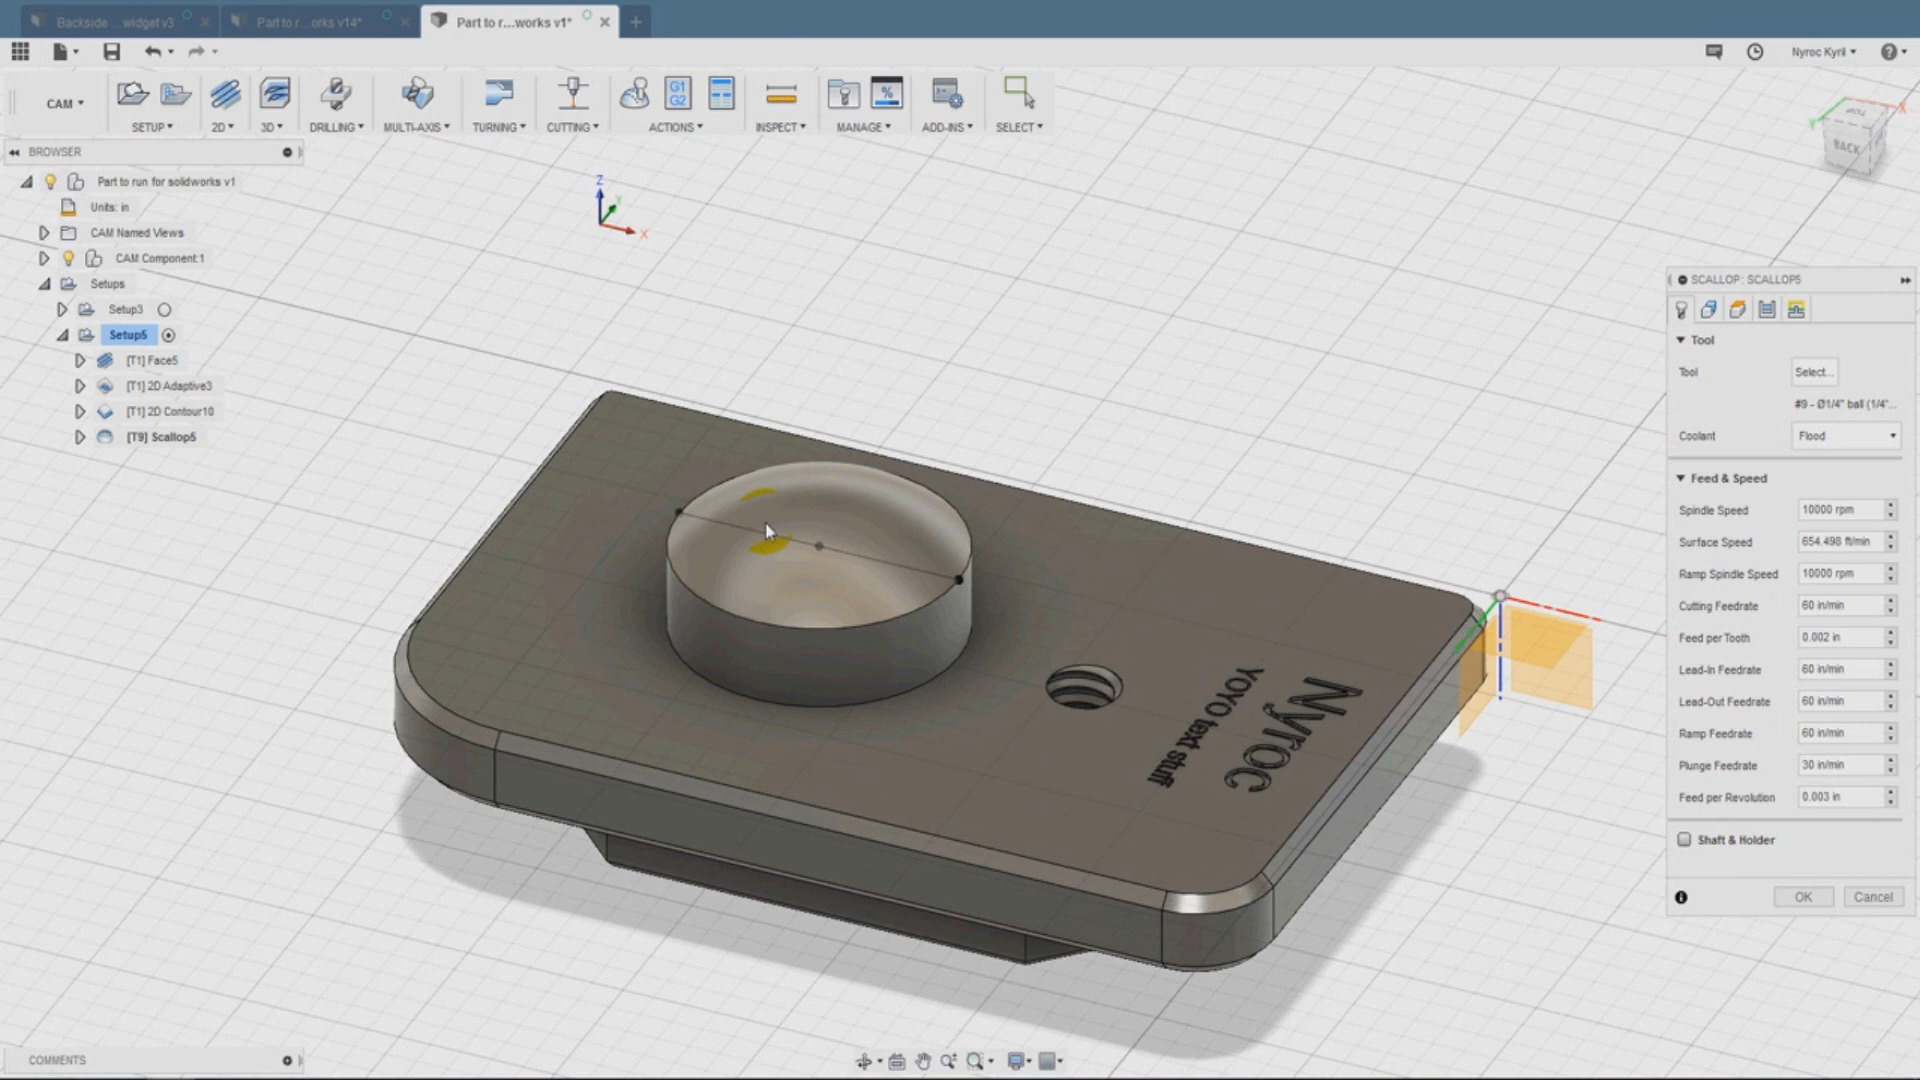 Backside ...widget v3
Part to r...orks v14*
Part to r...works v1*
Nyroc Kyril
CAM
SETUP
2D
3D
DRILLING
MULTI-AXIS
TURNING
CUTTING
G1
G2
ACTIONS
INSPECT
%
MANAGE
ADD-INS
SELECT
TOP
BACK
X
Y
BROWSER
Part to run for solidworks v1
Units: in
CAM Named Views
CAM Component:1
Setups
Setup3
Setup5
[T1] Face5
[T1] 2D Adaptive3
[T1] 2D Contour10
[T9] Scallop5
Z
Y
X
Nyroc
YOYO text stuff
SCALLOP: SCALLOP5
Tool
Tool Select...
#9 - Ø1/4" ball (1/4"...
Coolant Flood
Feed & Speed
Spindle Speed 10000 rpm
Surface Speed 654.498 ft/min
Ramp Spindle Speed 10000 rpm
Cutting Feedrate 60 in/min
Feed per Tooth 0.002 in
Lead-In Feedrate 60 in/min
Lead-Out Feedrate 60 in/min
Ramp Feedrate 60 in/min
Plunge Feedrate 30 in/min
Feed per Revolution 0.003 in
Shaft & Holder
OK Cancel
COMMENTS